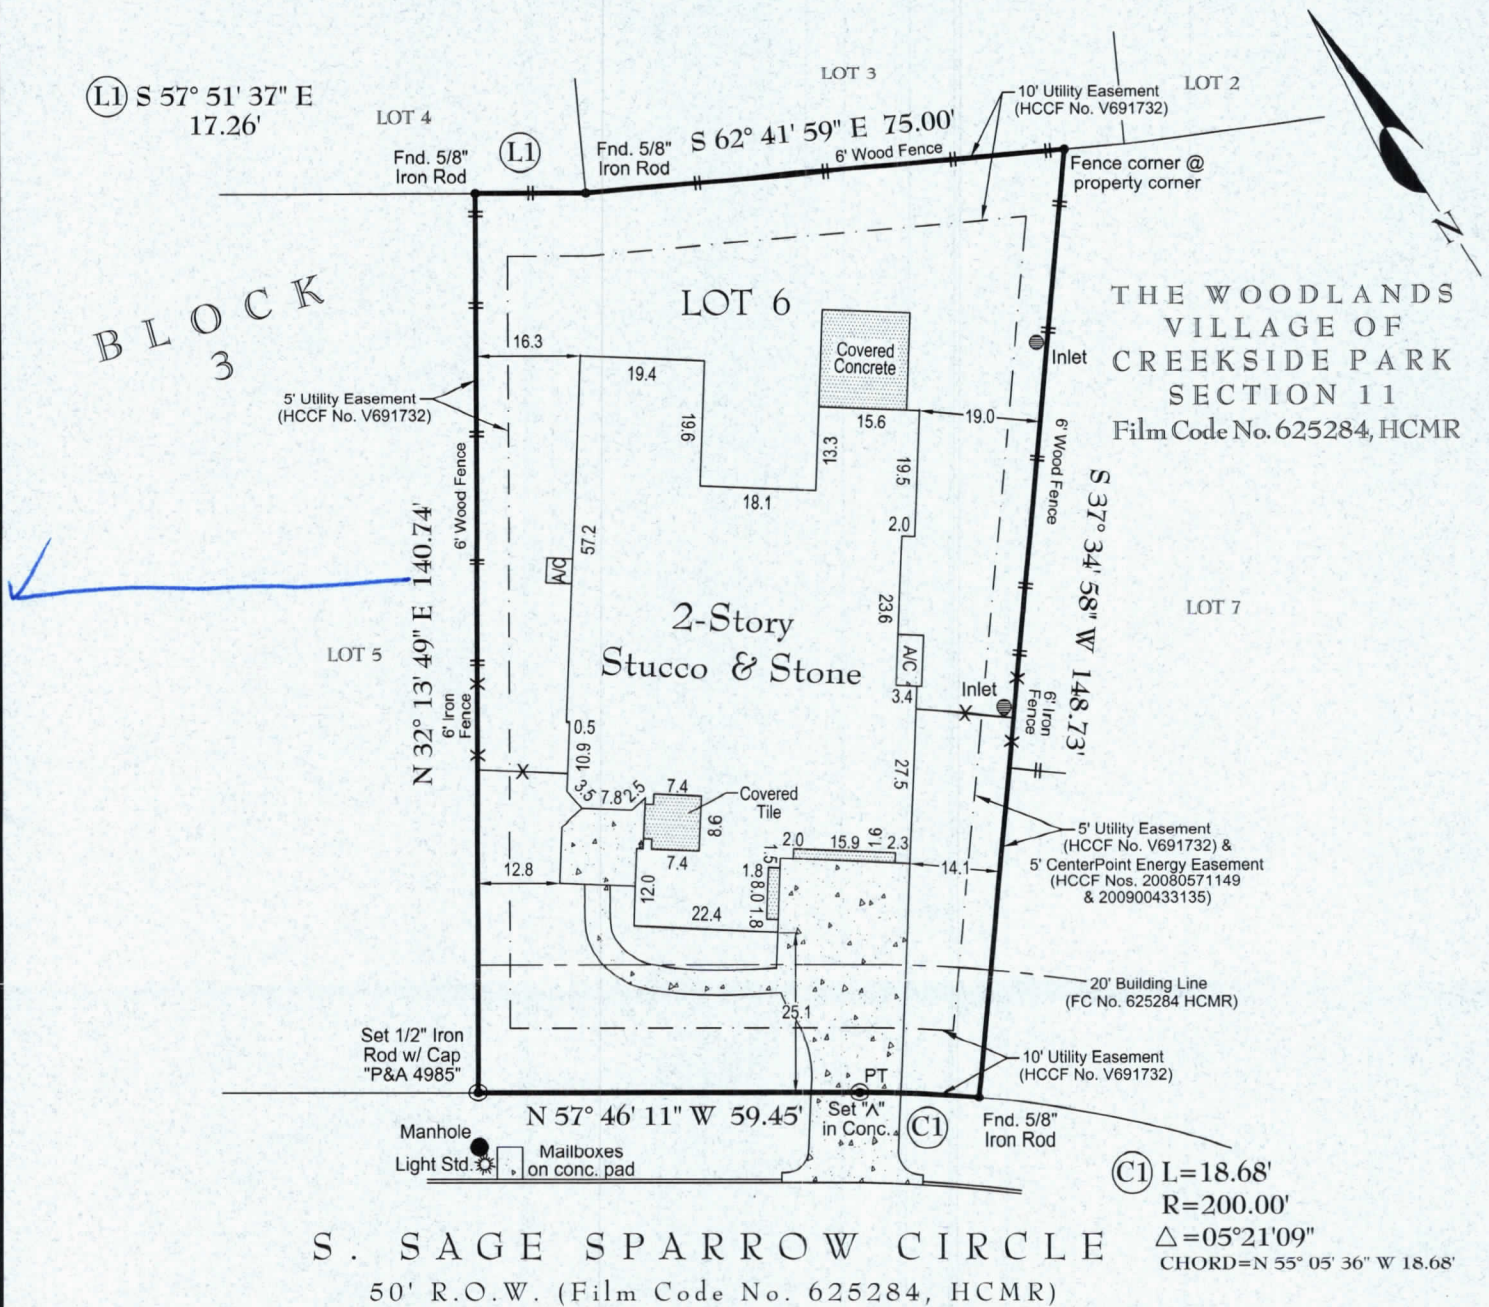 (L1) S 57° 51' 37" E
17.26'
LOT 4
LOT 3
LOT 2
10' Utility Easement
(HCCF No. V691732)
Fnd. 5/8"
Iron Rod
(L1)
Fnd. 5/8"
Iron Rod
S 62° 41' 59" E 75.00'
6' Wood Fence
Fence corner @
property corner
N
BLOCK
3
LOT 6
THE WOODLANDS
VILLAGE OF
CREEKSIDE PARK
SECTION 11
Film Code No. 625284, HCMR
Covered
Concrete
Inlet
16.3
19.4
5' Utility Easement
(HCCF No. V691732)
19.6
13.3
15.6
19.0
19.5
18.1
2.0
6' Wood Fence
6' Wood Fence
S 37° 34' 58" W 148.73'
N 32° 13' 49" E 140.74'
57.2
A/C
23.6
2-Story
Stucco & Stone
A/C
3.4
LOT 5
LOT 7
Inlet
6' Iron
Fence
6' Iron
Fence
0.5
10.9
3.5
7.8
2.5
7.4
8.6
7.4
Covered
Tile
27.5
2.0
15.9
9.1
2.3
1.5
1.8
8.0
1.8
14.1
12.8
12.0
22.4
5' Utility Easement
(HCCF No. V691732) &
5' CenterPoint Energy Easement
(HCCF Nos. 20080571149
& 200900433135)
20' Building Line
(FC No. 625284 HCMR)
25.1
Set 1/2" Iron
Rod w/ Cap
"P&A 4985"
10' Utility Easement
(HCCF No. V691732)
PT
N 57° 46' 11" W 59.45'
Set "Λ"
in Conc.
(C1)
Fnd. 5/8"
Iron Rod
Manhole
Light Std.
Mailboxes
on conc. pad
(C1) L=18.68'
R=200.00'
△=05°21'09"
CHORD=N 55° 05' 36" W 18.68'
S. SAGE SPARROW CIRCLE
50' R.O.W. (Film Code No. 625284, HCMR)